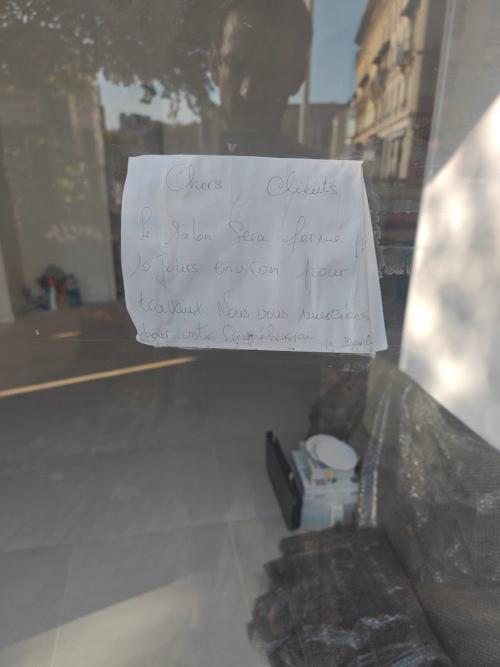 Chers Clients
Le Salon Sera fermé
10 Jours environ pour
travaux. Nous vous remercions
pour votre Compréhension